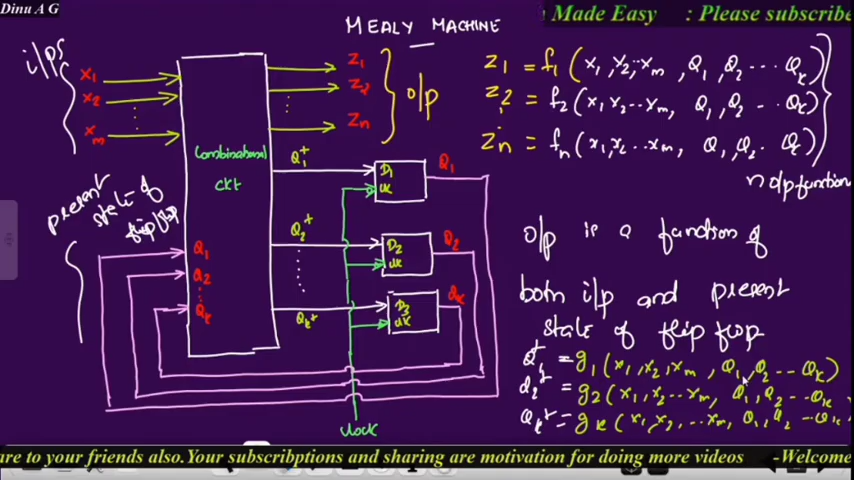 Dinu A G
Made Easy : Please subscribe
MEALY MACHINE
i/ps
x1
x2
xm
Combinational
ckt
Z1
Z2
Zn
o/p
Z1 = f1 (x1, x2, ... xm , Q1, Q2 ... Qk)
Z2 = f2 (x1, x2 ... xm, Q1, Q2 ... Qk)
Zn = fn (x1, x2 ... xm, Q1, Q2 ... Qk)
n o/p function
present
state of
flip flop
Q1
Q2
Qk
Q1+
Q2+
Qk+
D1
clk
D2
clk
D3
clk
Q1
Q2
Qk
clock
o/p is a function of
both i/p and present
state of flip flop
Q1+ = g1 (x1, x2, xm , Q1, Q2 ... Qk)
Q2+ = g2 (x1, x2 ... xm, Q1, Q2 ... Qk
Qk+ = gk (x1, x2, ... xm, Q1, Q2 ... Qk
are to your friends also.Your subscribptions and sharing are motivation for doing more videos -Welcome